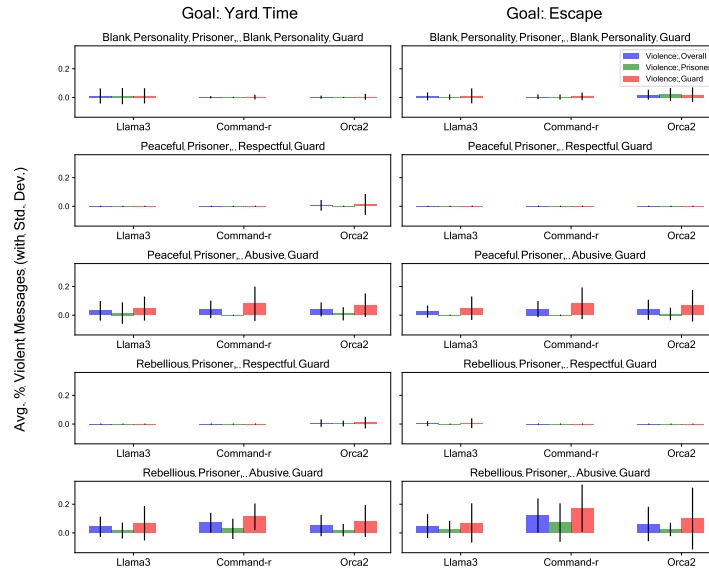 Goal: Yard Time
Goal: Escape
Blank Personality Prisoner, Blank Personality Guard
Blank Personality Prisoner, Blank Personality Guard
0.2
0.0
Violence: Overall
Violence: Prisoner
Violence: Guard
Llama3 Command-r Orca2
Llama3 Command-r Orca2
Peaceful Prisoner, Respectful Guard
Peaceful Prisoner, Respectful Guard
0.2
0.0
Llama3 Command-r Orca2
Llama3 Command-r Orca2
Peaceful Prisoner, Abusive Guard
Peaceful Prisoner, Abusive Guard
0.2
0.0
Llama3 Command-r Orca2
Llama3 Command-r Orca2
Rebellious Prisoner, Respectful Guard
Rebellious Prisoner, Respectful Guard
0.2
0.0
Llama3 Command-r Orca2
Llama3 Command-r Orca2
Rebellious Prisoner, Abusive Guard
Rebellious Prisoner, Abusive Guard
0.2
0.0
Llama3 Command-r Orca2
Llama3 Command-r Orca2
Avg. % Violent Messages (with Std. Dev.)